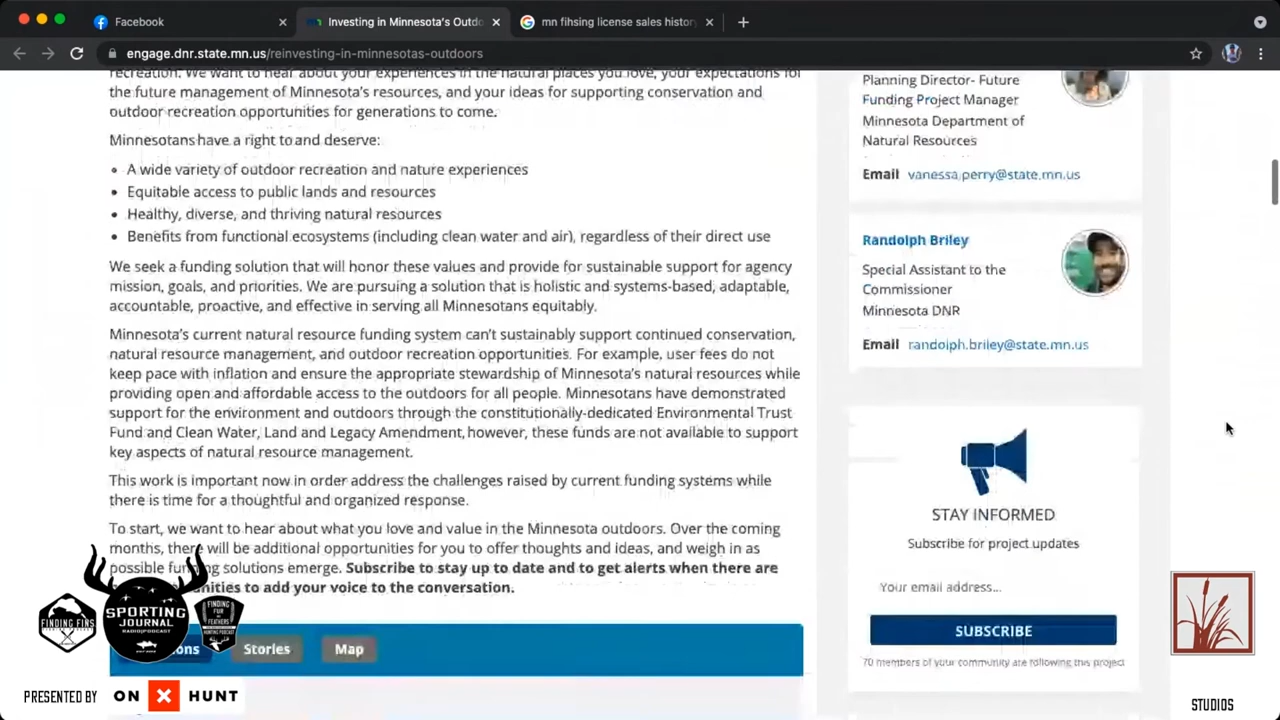 Facebook
Investing in Minnesota's Outdo
mn fihsing license sales history
engage.dnr.state.mn.us/reinvesting-in-minnesotas-outdoors
recreation. We want to hear about your experiences in the natural places you love, your expectations for
the future management of Minnesota's resources, and your ideas for supporting conservation and
outdoor recreation opportunities for generations to come.
Minnesotans have a right to and deserve:
• A wide variety of outdoor recreation and nature experiences
• Equitable access to public lands and resources
• Healthy, diverse, and thriving natural resources
• Benefits from functional ecosystems (including clean water and air), regardless of their direct use
We seek a funding solution that will honor these values and provide for sustainable support for agency
mission, goals, and priorities. We are pursuing a solution that is holistic and systems-based, adaptable,
accountable, proactive, and effective in serving all Minnesotans equitably.
Minnesota's current natural resource funding system can't sustainably support continued conservation,
natural resource management, and outdoor recreation opportunities. For example, user fees do not
keep pace with inflation and ensure the appropriate stewardship of Minnesota's natural resources while
providing open and affordable access to the outdoors for all people. Minnesotans have demonstrated
support for the environment and outdoors through the constitutionally-dedicated Environmental Trust
Fund and Clean Water, Land and Legacy Amendment, however, these funds are not available to support
key aspects of natural resource management.
This work is important now in order address the challenges raised by current funding systems while
there is time for a thoughtful and organized response.
To start, we want to hear about what you love and value in the Minnesota outdoors. Over the coming
months, there will be additional opportunities for you to offer thoughts and ideas, and weigh in as
possible funding solutions emerge. Subscribe to stay up to date and to get alerts when there are
nities to add your voice to the conversation.
ons
Stories
Map
Planning Director- Future
Funding Project Manager
Minnesota Department of
Natural Resources
Email vanessa.perry@state.mn.us
Randolph Briley
Special Assistant to the
Commissioner
Minnesota DNR
Email randolph.briley@state.mn.us
STAY INFORMED
Subscribe for project updates
Your email address...
SUBSCRIBE
70 members of your community are following this project
FINDING FINS
SPORTING
JOURNAL
RADIO|PODCAST
FINDING
FUR
FEATHERS
HUNTING PODCAST
PRESENTED BY
ON X HUNT
STUDIOS